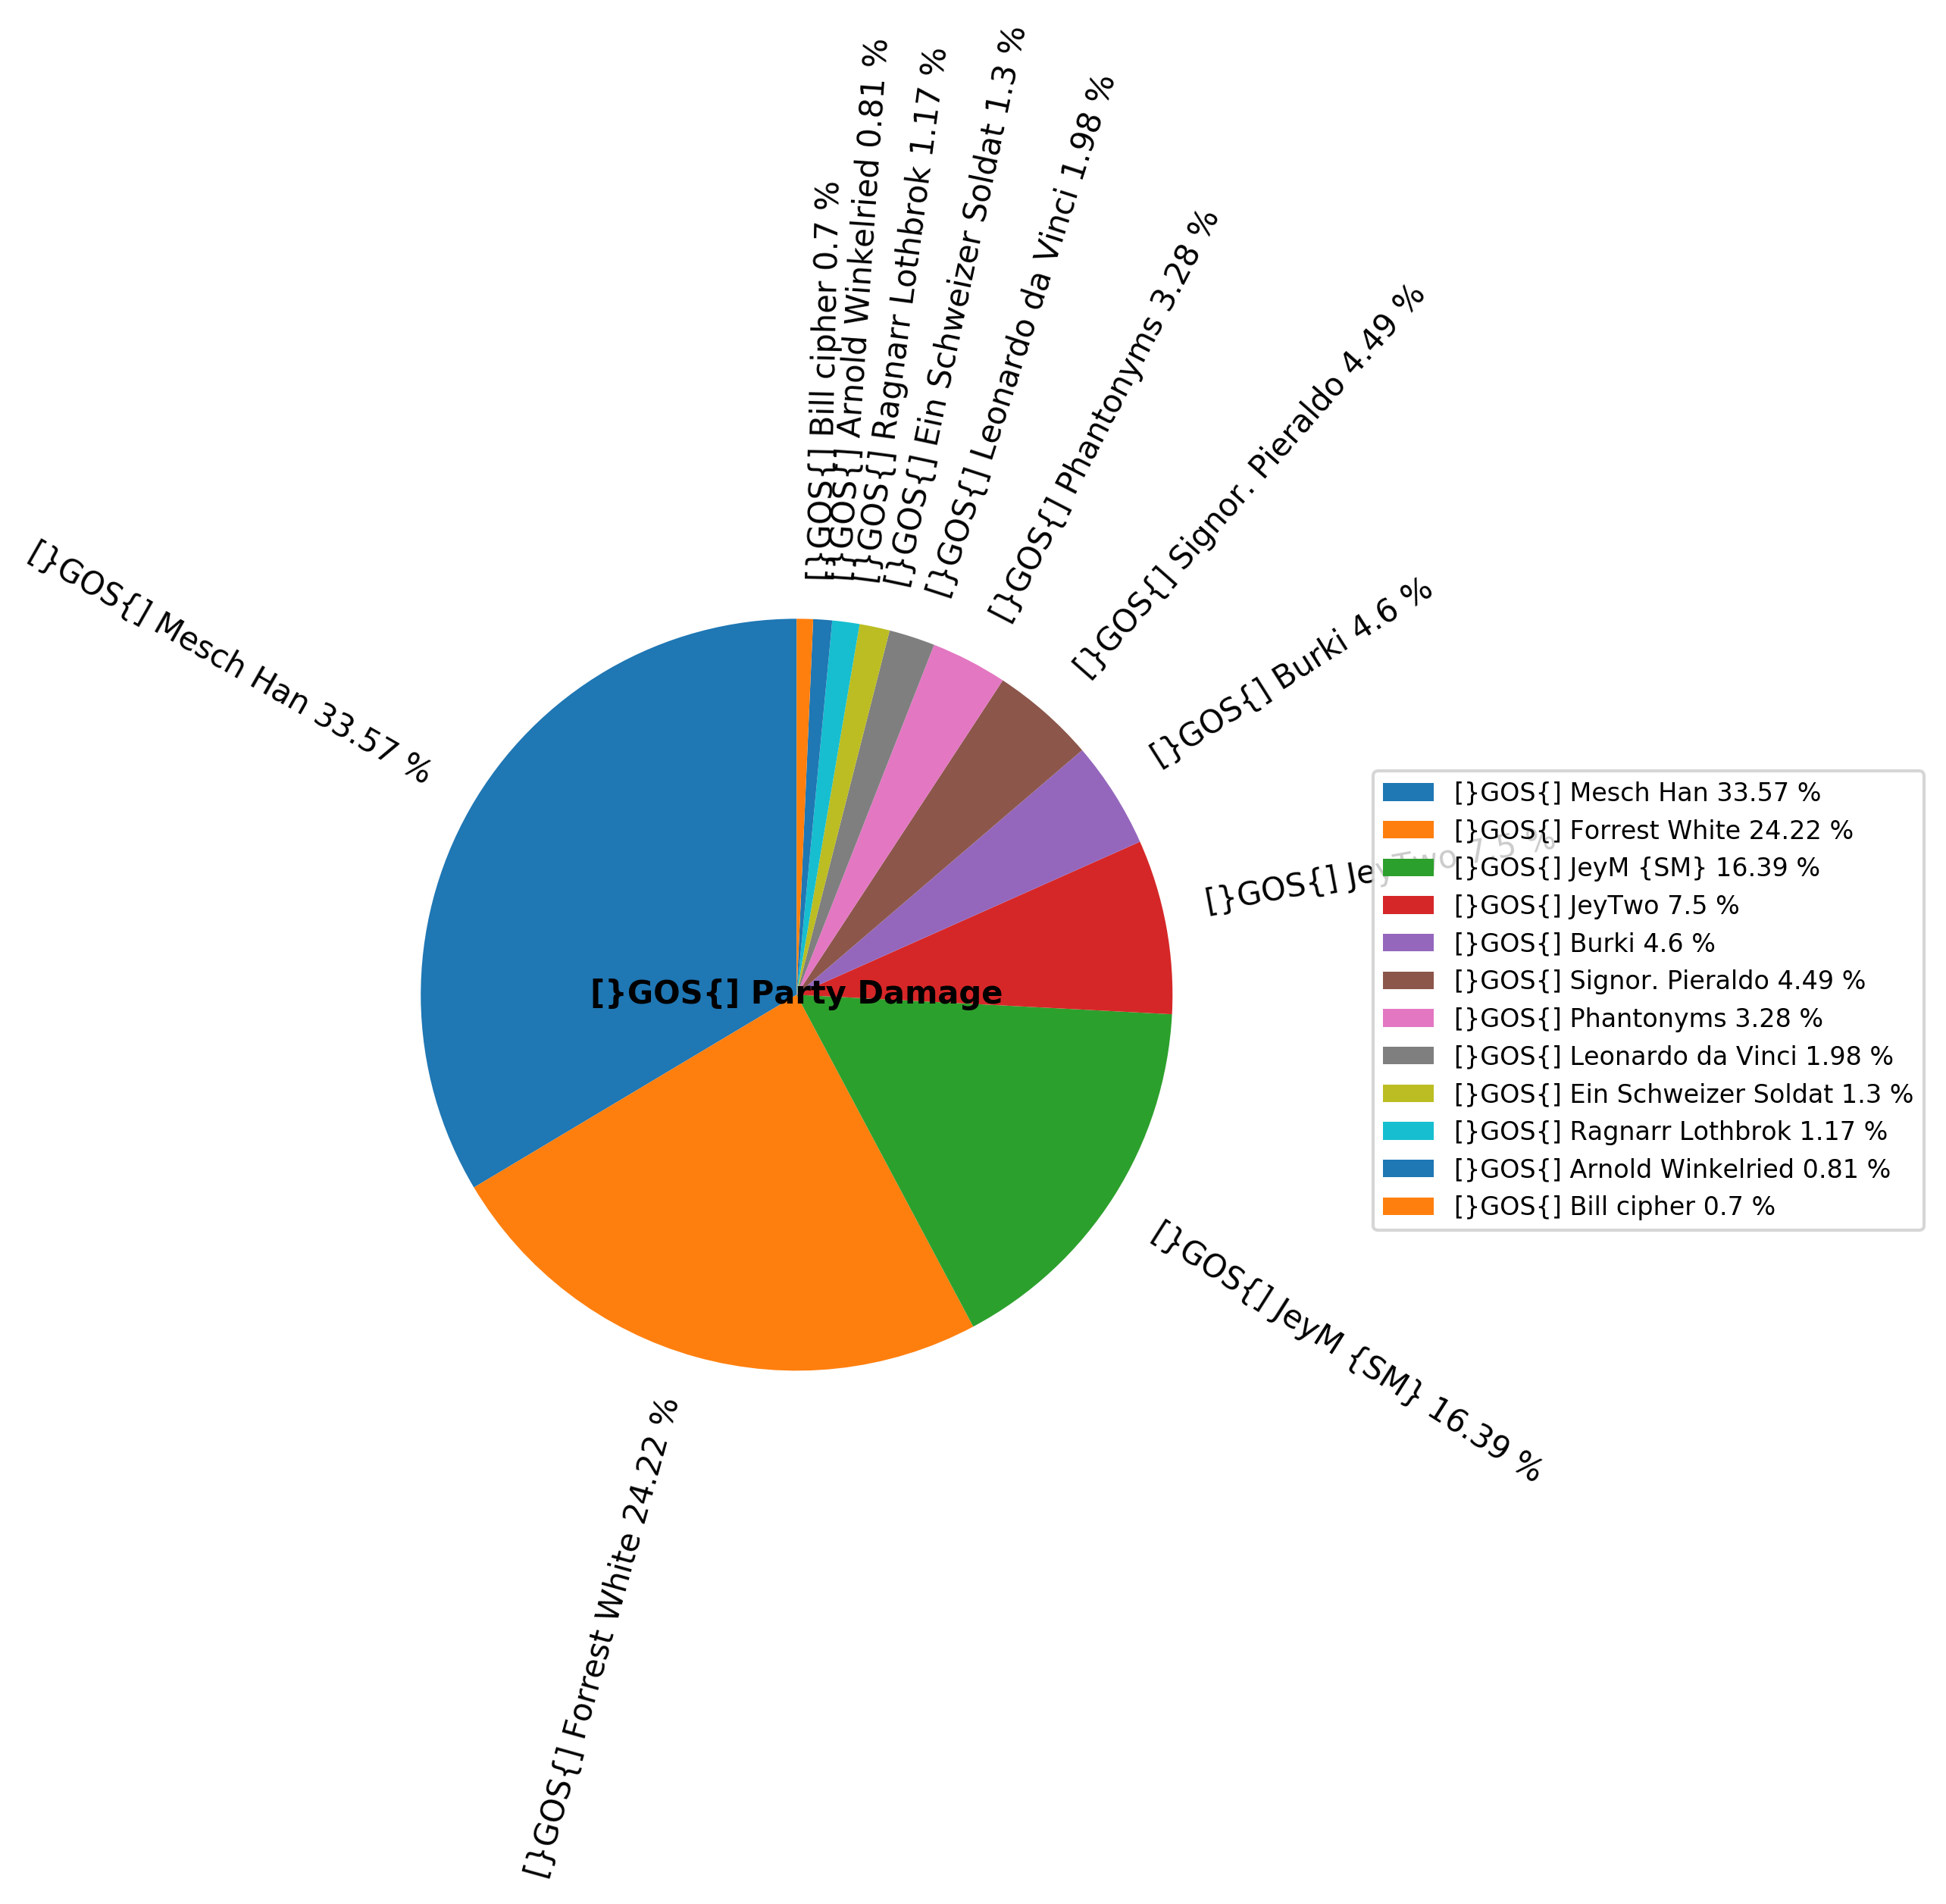 [}GOS{] Bill cipher 0.7 %
[}GOS{] Arnold Winkelried 0.81 %
[}GOS{] Ragnarr Lothbrok 1.17 %
[}GOS{] Ein Schweizer Soldat 1.3 %
[}GOS{] Leonardo da Vinci 1.98 %
[}GOS{] Phantonyms 3.28 %
[}GOS{] Signor. Pieraldo 4.49 %
[}GOS{] Burki 4.6 %
[}GOS{] JeyTwo 7.5 %
[}GOS{] JeyM {SM} 16.39 %
[}GOS{] Forrest White 24.22 %
[}GOS{] Mesch Han 33.57 %
[}GOS{] Party Damage
[}GOS{] Mesch Han 33.57 %
[}GOS{] Forrest White 24.22 %
[}GOS{] JeyM {SM} 16.39 %
[}GOS{] JeyTwo 7.5 %
[}GOS{] Burki 4.6 %
[}GOS{] Signor. Pieraldo 4.49 %
[}GOS{] Phantonyms 3.28 %
[}GOS{] Leonardo da Vinci 1.98 %
[}GOS{] Ein Schweizer Soldat 1.3 %
[}GOS{] Ragnarr Lothbrok 1.17 %
[}GOS{] Arnold Winkelried 0.81 %
[}GOS{] Bill cipher 0.7 %